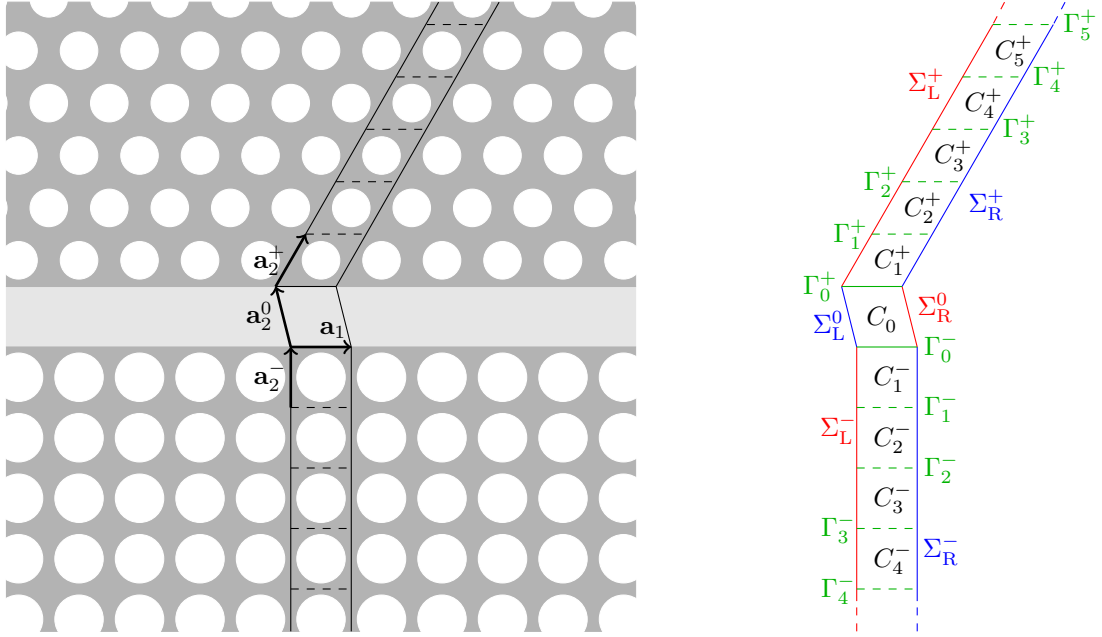 a₂⁺
a₂⁰
a₁
a₂⁻
Γ₅⁺
C₅⁺
Σ_L⁺
Γ₄⁺
C₄⁺
Γ₃⁺
C₃⁺
Γ₂⁺
C₂⁺
Σ_R⁺
Γ₁⁺
C₁⁺
Γ₀⁺
Σ_L⁰
C₀
Σ_R⁰
Γ₀⁻
C₁⁻
Γ₁⁻
Σ_L⁻
C₂⁻
Γ₂⁻
C₃⁻
Γ₃⁻
C₄⁻
Σ_R⁻
Γ₄⁻